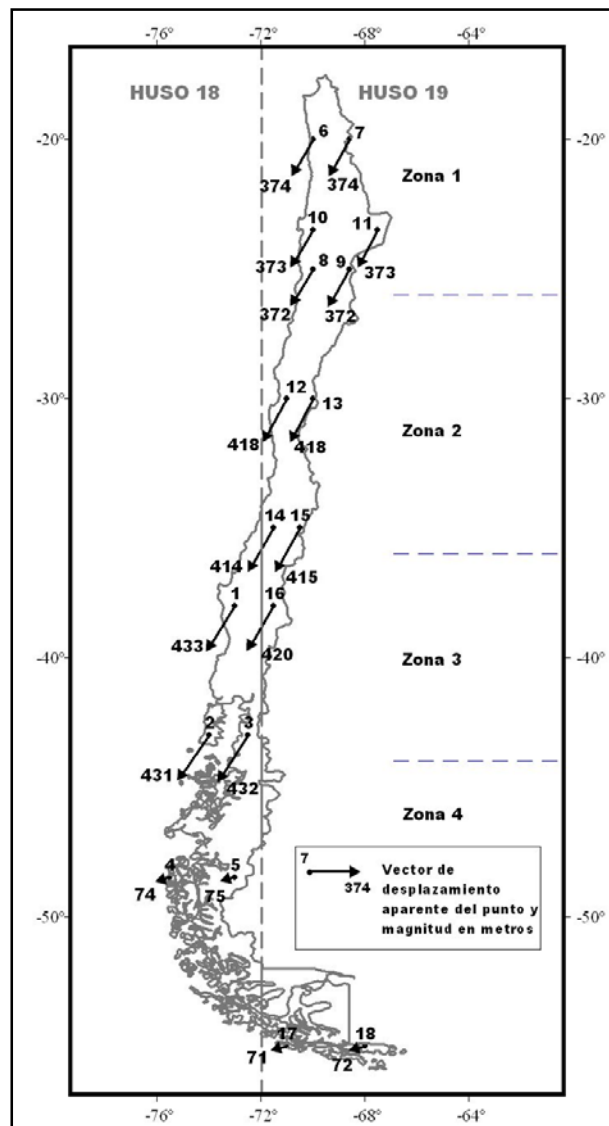 -76° -72° -68° -64°
HUSO 18 HUSO 19
6 7
-20° -20°
374 374 Zona 1
10 11
373 373
8 9
372 372
12 13
-30° -30°
418 418 Zona 2
14 15
414 415
1 16
433 420
-40° Zona 3 -40°
2 3
431 432
Zona 4
4 5
74 75
7
374
Vector de
desplazamiento
aparente del punto y
magnitud en metros
-50° -50°
17 18
71 72
-76° -72° -68° -64°